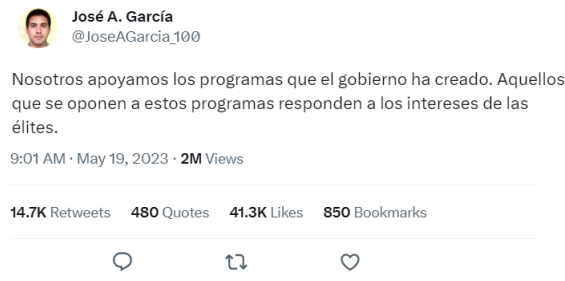 José A. García
@JoseAGarcia_100
Nosotros apoyamos los programas que el gobierno ha creado. Aquellos
que se oponen a estos programas responden a los intereses de las
élites.
9:01 AM · May 19, 2023 · 2M Views
14.7K Retweets 480 Quotes 41.3K Likes 850 Bookmarks